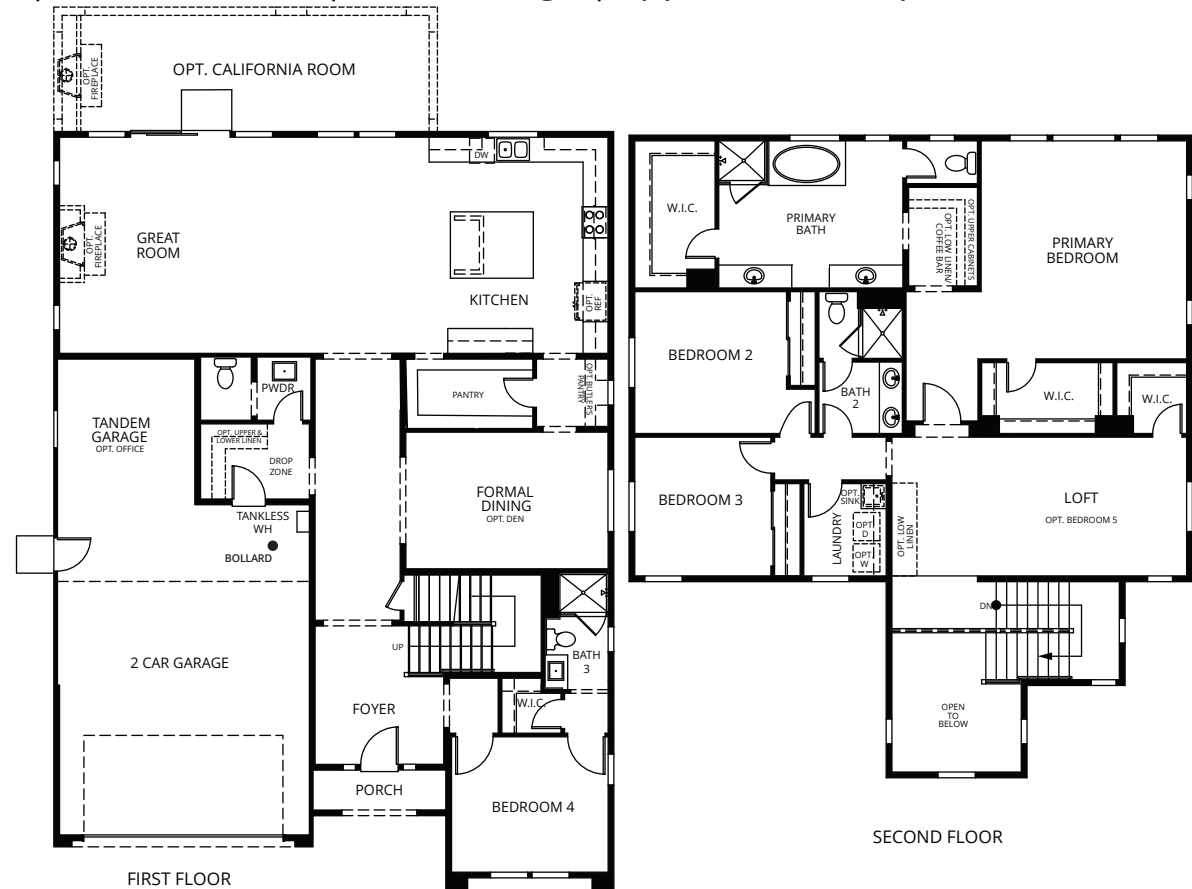 OPT. CALIFORNIA ROOM
OPT.
FIREPLACE
DW
GREAT
ROOM
OPT.
FIREPLACE
KITCHEN
OPT.
REF
PANTRY
OPT. BUTLER'S
PANTRY
PWDR
TANDEM
GARAGE
OPT. OFFICE
OPT. UPPER &
LOWER LINEN
DROP
ZONE
TANKLESS
WH
BOLLARD
FORMAL
DINING
OPT. DEN
UP
BATH
3
W.I.C.
2 CAR GARAGE
FOYER
PORCH
BEDROOM 4
FIRST FLOOR
W.I.C.
PRIMARY
BATH
OPT. LOW LINEN/
COFFEE BAR
OPT. UPPER CABINETS
PRIMARY
BEDROOM
BEDROOM 2
BATH
2
W.I.C.
W.I.C.
BEDROOM 3
LAUNDRY
OPT.
SINK
OPT.
D
OPT.
W
OPT. LOW
LINEN
LOFT
OPT. BEDROOM 5
DN
OPEN
TO
BELOW
SECOND FLOOR